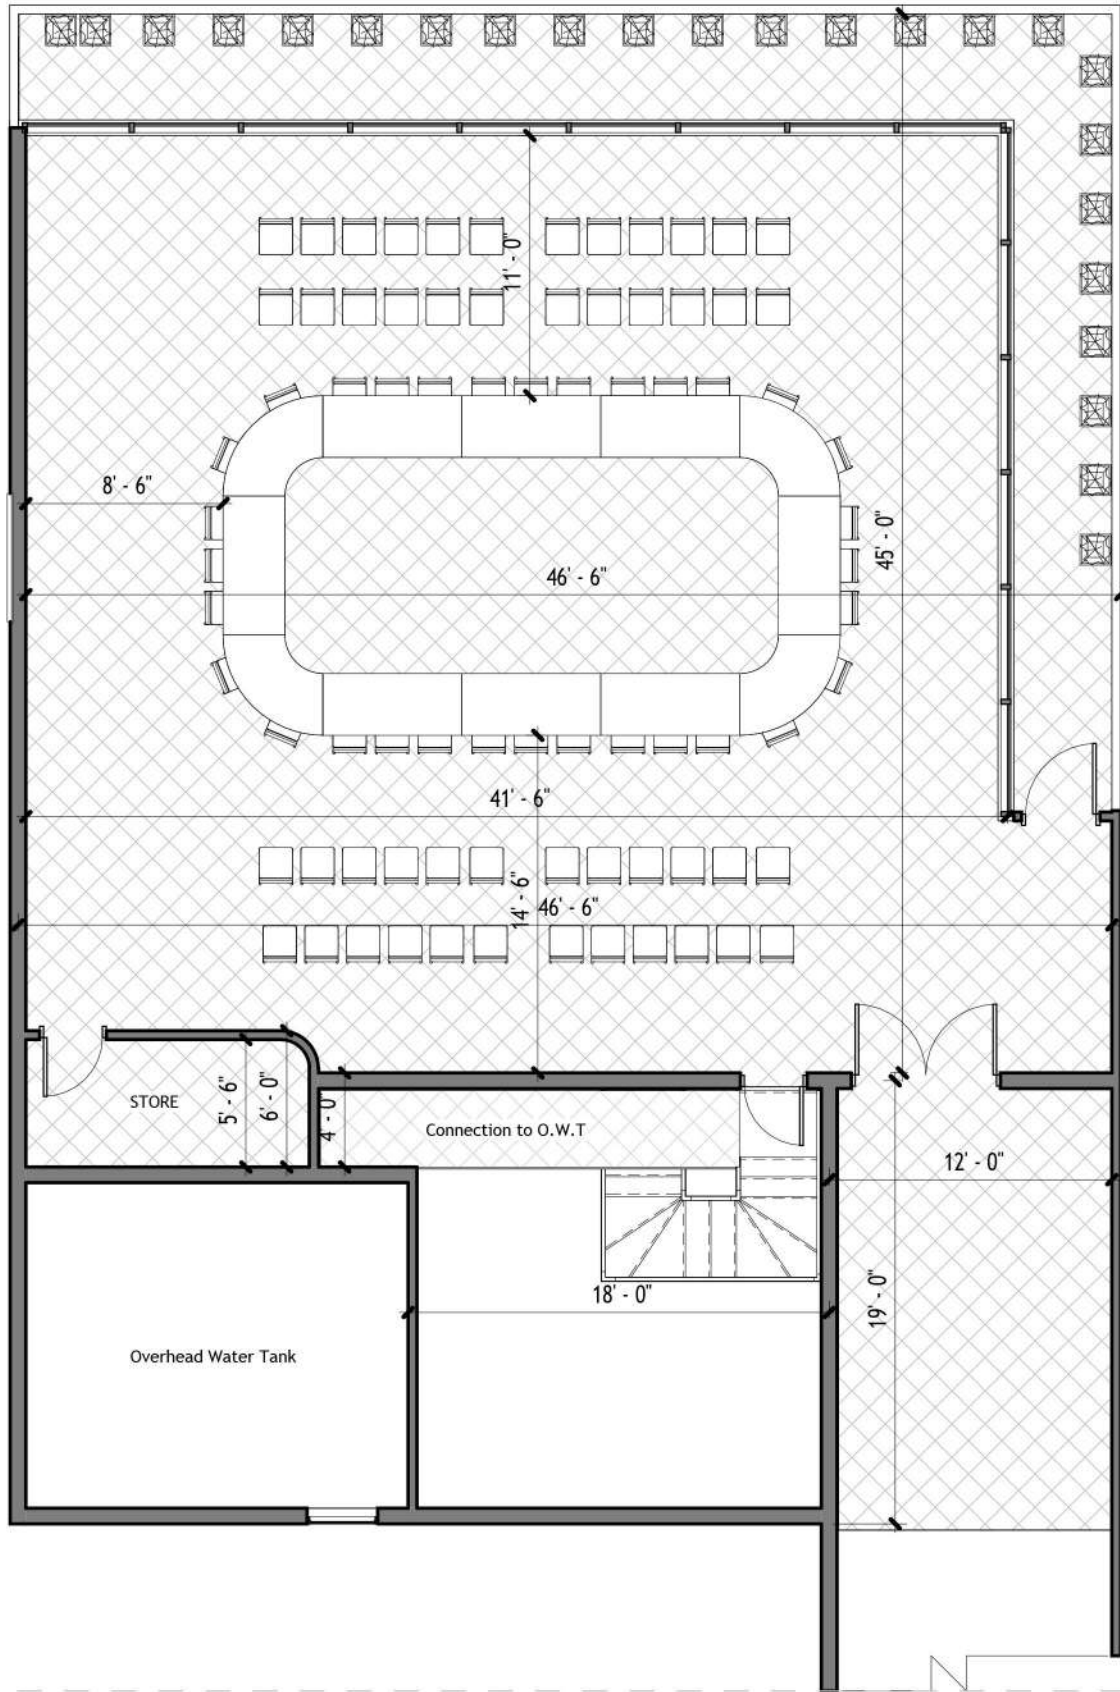 11' - 0"
8' - 6"
45' - 0"
46' - 6"
41' - 6"
14' - 6"
46' - 6"
STORE
5' - 6"
6' - 0"
4' - 0"
Connection to O.W.T
12' - 0"
18' - 0"
19' - 0"
Overhead Water Tank